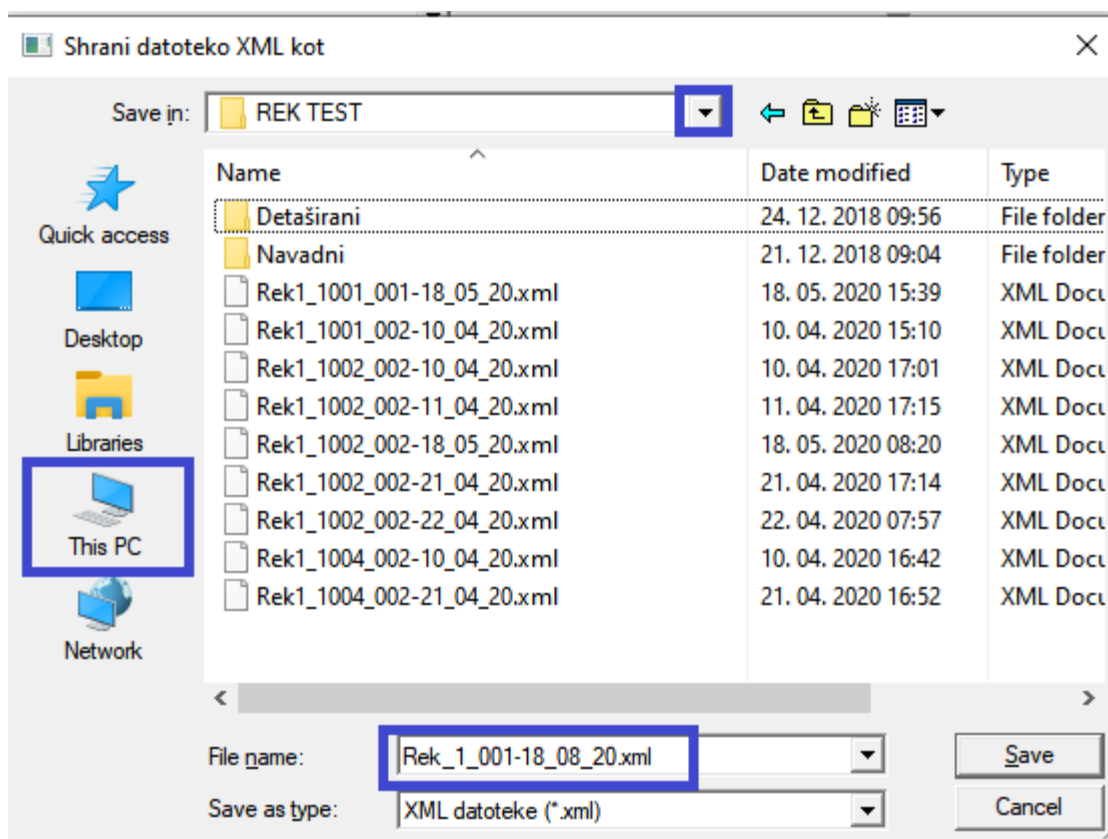 Shrani datoteko XML kot
Save in: REK TEST
Name Date modified Type
Detaširani 24. 12. 2018 09:56 File folder
Navadni 21. 12. 2018 09:04 File folder
Rek1_1001_001-18_05_20.xml 18. 05. 2020 15:39 XML Docu
Rek1_1001_002-10_04_20.xml 10. 04. 2020 15:10 XML Docu
Rek1_1002_002-10_04_20.xml 10. 04. 2020 17:01 XML Docu
Rek1_1002_002-11_04_20.xml 11. 04. 2020 17:15 XML Docu
Rek1_1002_002-18_05_20.xml 18. 05. 2020 08:20 XML Docu
Rek1_1002_002-21_04_20.xml 21. 04. 2020 17:14 XML Docu
Rek1_1002_002-22_04_20.xml 22. 04. 2020 07:57 XML Docu
Rek1_1004_002-10_04_20.xml 10. 04. 2020 16:42 XML Docu
Rek1_1004_002-21_04_20.xml 21. 04. 2020 16:52 XML Docu
Quick access
Desktop
Libraries
This PC
Network
File name: Rek_1_001-18_08_20.xml Save
Save as type: XML datoteke (*.xml) Cancel